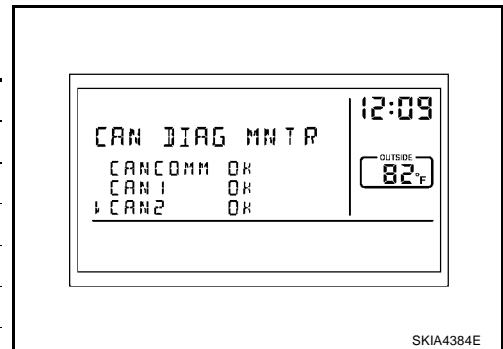 12:09
CAN DIAG MNTR
OUTSIDE
82°F
CANCOMM OK
CAN1 OK
CAN2 OK
SKIA4384E